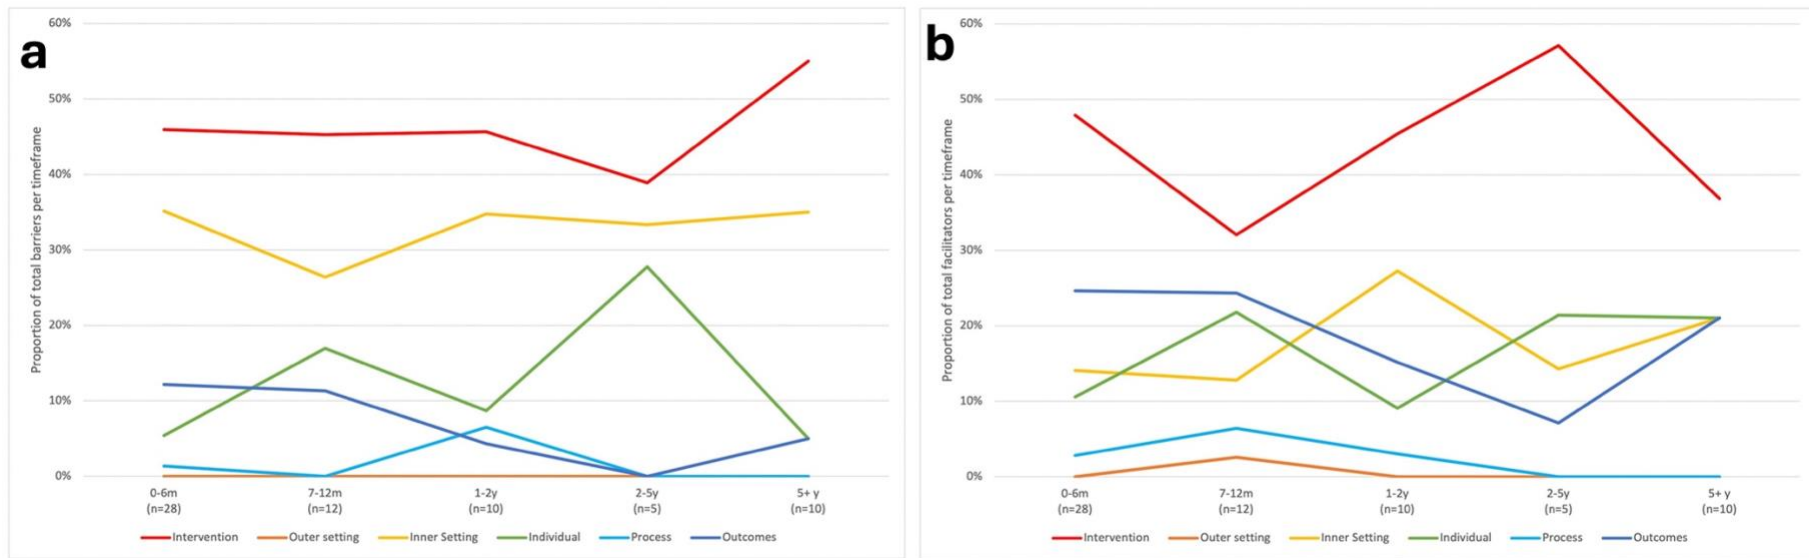 a
Proportion of total barriers per timeframe
60%
50%
40%
30%
20%
10%
0%
0-6m
(n=28)
7-12m
(n=12)
1-2y
(n=10)
2-5y
(n=5)
5+ y
(n=10)
Intervention
Outer setting
Inner Setting
Individual
Process
Outcomes
b
Proportion of total facilitators per timeframe
60%
50%
40%
30%
20%
10%
0%
0-6m
(n=28)
7-12m
(n=12)
1-2y
(n=10)
2-5y
(n=5)
5+ y
(n=10)
Intervention
Outer setting
Inner Setting
Individual
Process
Outcomes